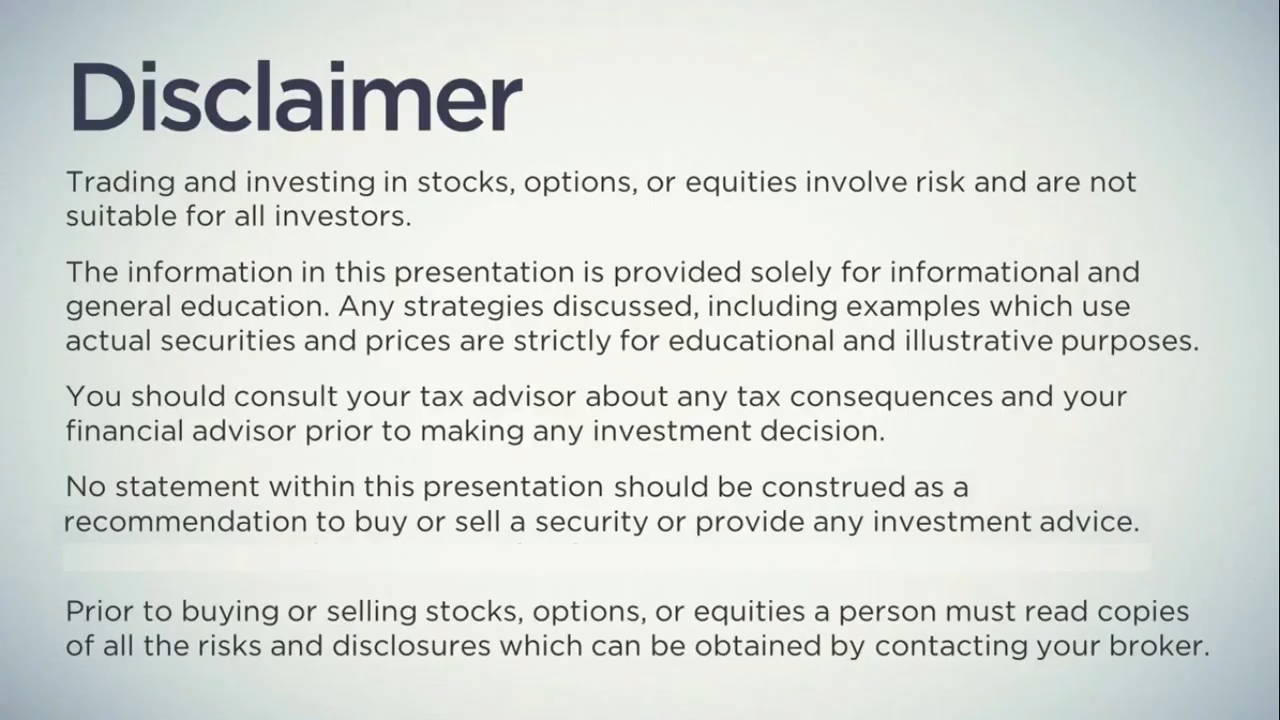 Disclaimer
Trading and investing in stocks, options, or equities involve risk and are not
suitable for all investors.
The information in this presentation is provided solely for informational and
general education. Any strategies discussed, including examples which use
actual securities and prices are strictly for educational and illustrative purposes.
You should consult your tax advisor about any tax consequences and your
financial advisor prior to making any investment decision.
No statement within this presentation should be construed as a
recommendation to buy or sell a security or provide any investment advice.
Prior to buying or selling stocks, options, or equities a person must read copies
of all the risks and disclosures which can be obtained by contacting your broker.